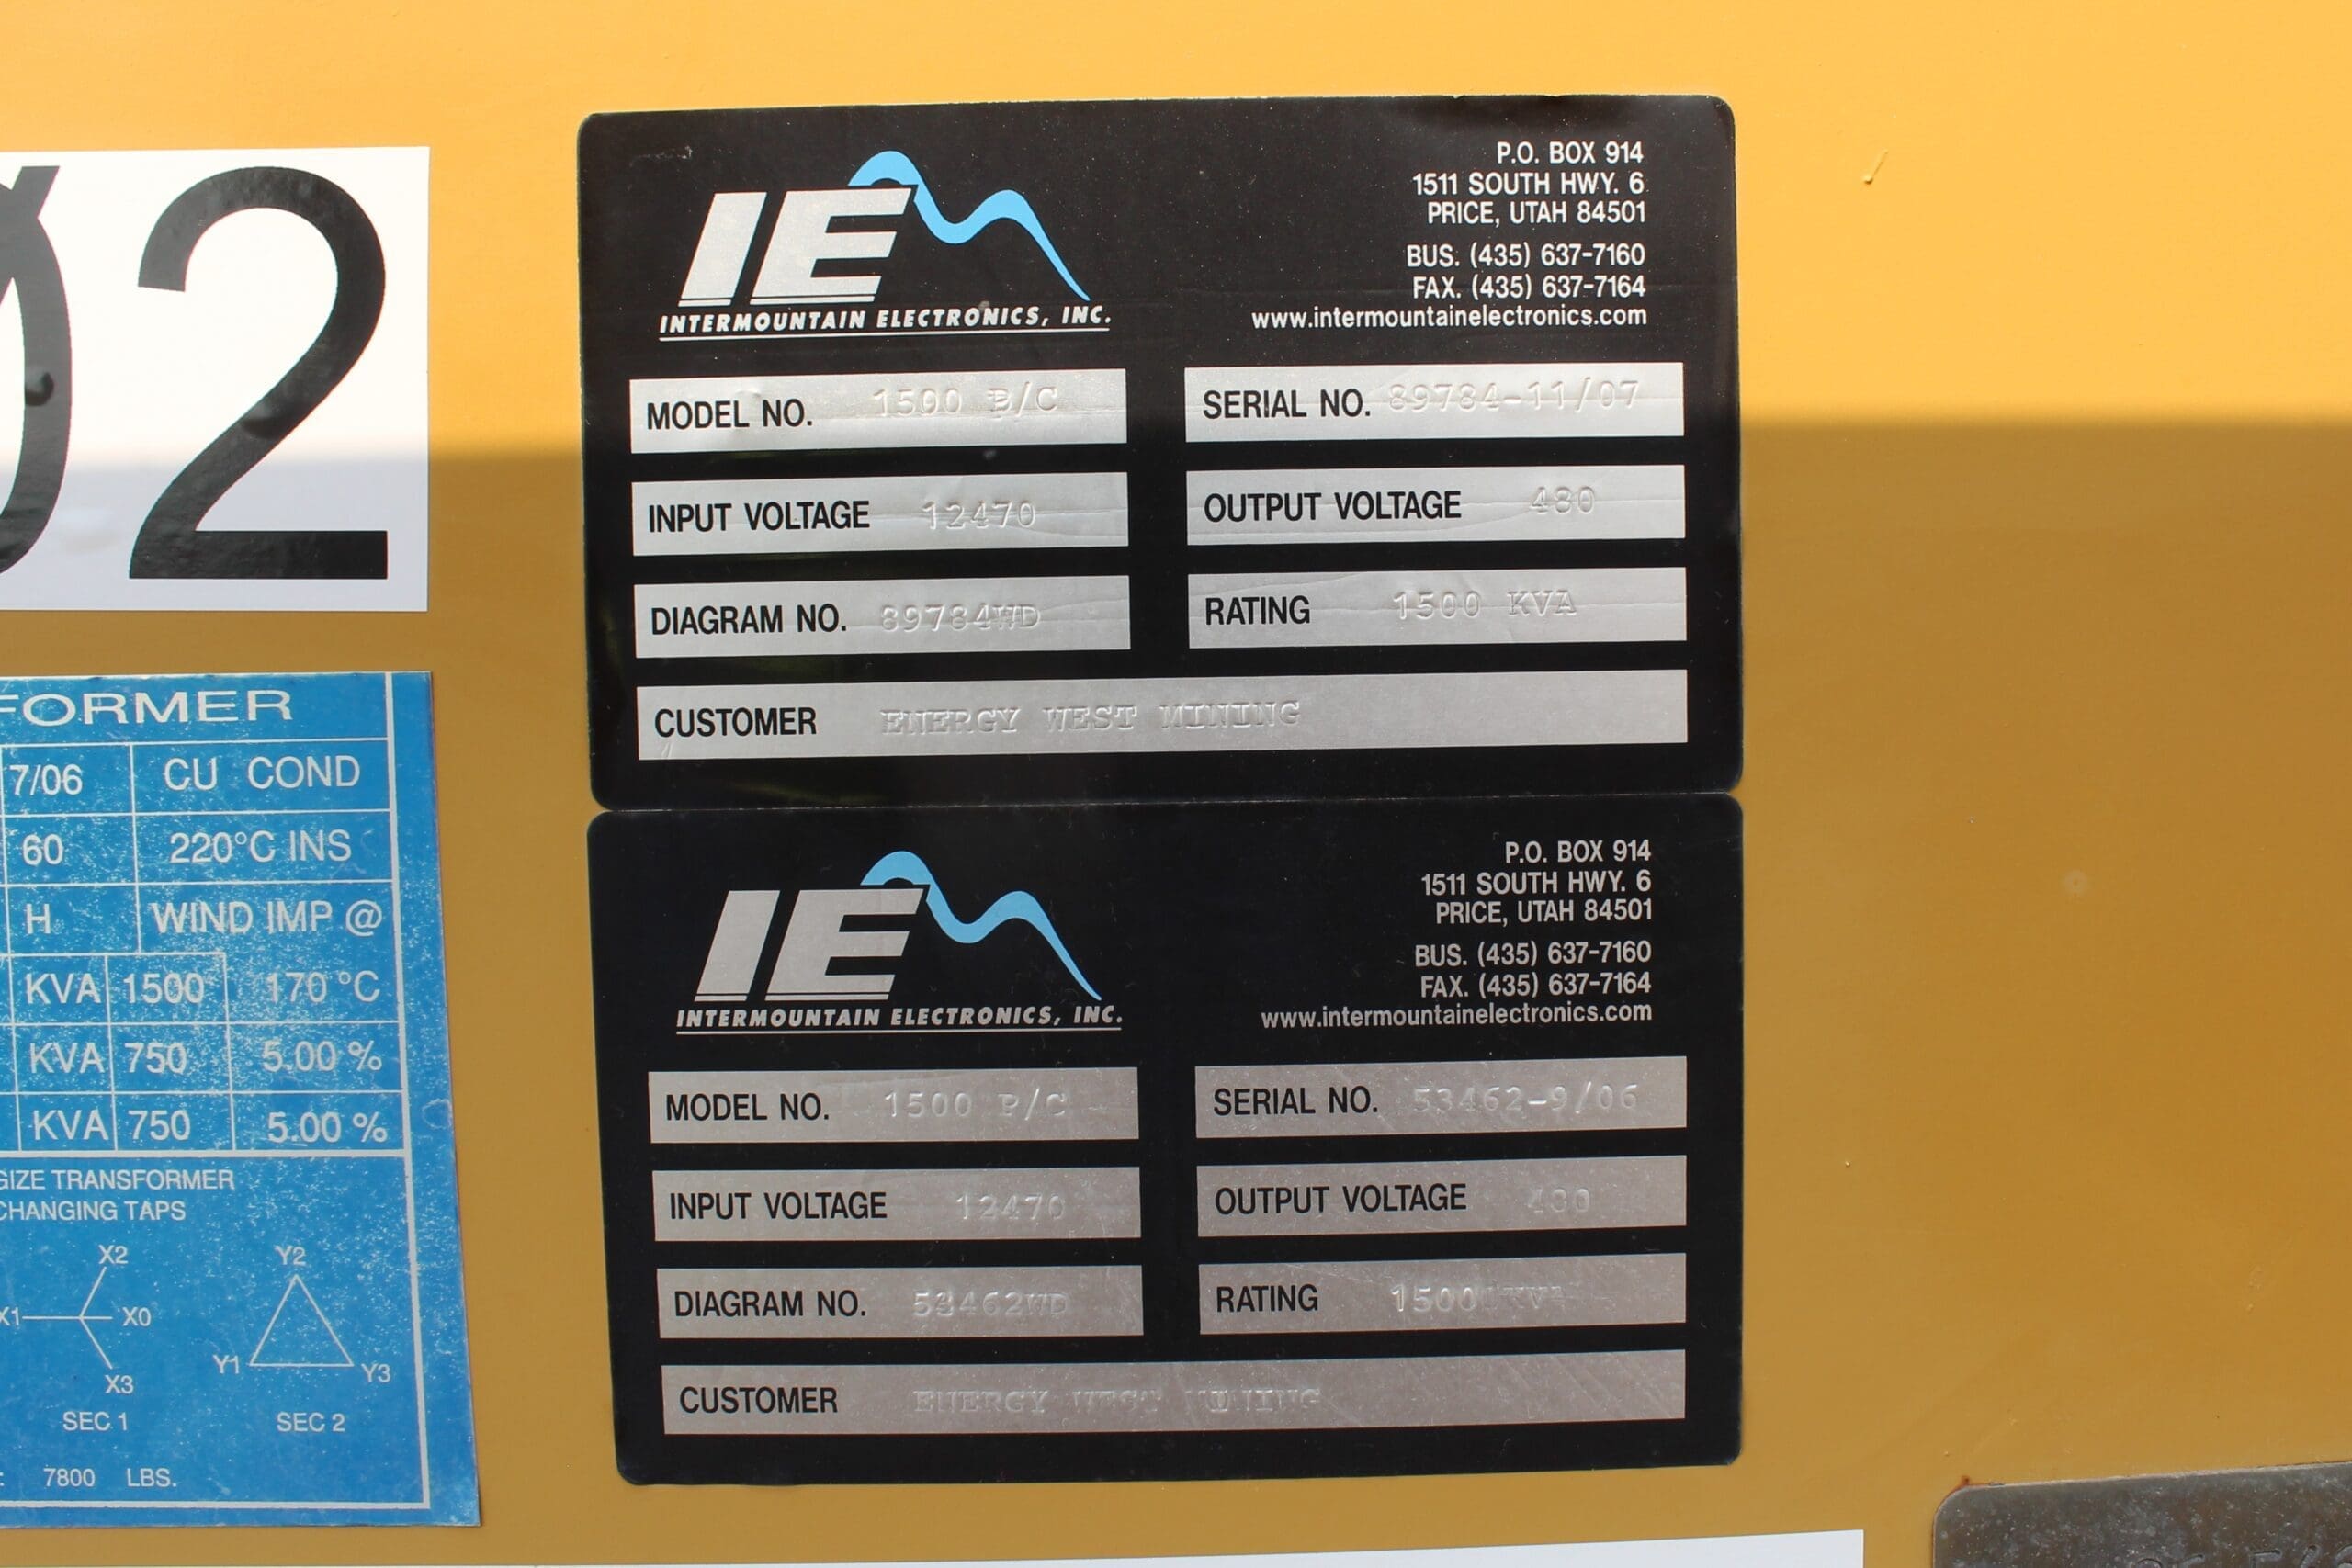 Ø2
IE
INTERMOUNTAIN ELECTRONICS, INC.
P.O. BOX 914
1511 SOUTH HWY. 6
PRICE, UTAH 84501
BUS. (435) 637-7160
FAX. (435) 637-7164
www.intermountainelectronics.com
MODEL NO. 1500 B/C
SERIAL NO. 89784-11/07
INPUT VOLTAGE 12470
OUTPUT VOLTAGE 480
DIAGRAM NO. 89784WD
RATING 1500 KVA
CUSTOMER ENERGY WEST MINING
IE
INTERMOUNTAIN ELECTRONICS, INC.
P.O. BOX 914
1511 SOUTH HWY. 6
PRICE, UTAH 84501
BUS. (435) 637-7160
FAX. (435) 637-7164
www.intermountainelectronics.com
MODEL NO. 1500 P/C
SERIAL NO. 53462-9/06
INPUT VOLTAGE 12470
OUTPUT VOLTAGE 480
DIAGRAM NO. 53462WD
RATING 1500 KVA
CUSTOMER ENERGY WEST MINING
FORMER
7/06 CU COND
60 220°C INS
H WIND IMP @
KVA 1500 170 °C
KVA 750 5.00 %
KVA 750 5.00 %
GIZE TRANSFORMER
CHANGING TAPS
X2 Y2
X1 X0
Y1 Y3
X3
SEC 1 SEC 2
7800 LBS.